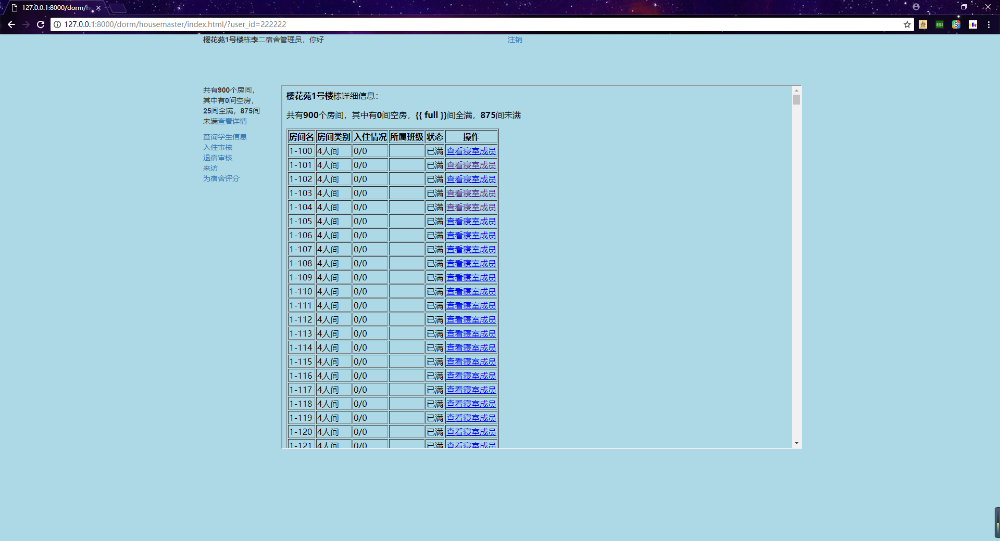 127.0.0.1:8000/dorm/h
127.0.0.1:8000/dorm/housemaster/index.html/?user_id=222222
ESI
S
樱花苑1号楼栋李二宿舍管理员，你好 注销
共有900个房间，
其中有0间空房，
25间全满，875间
未满查看详情
查询学生信息
入住审核
退宿审核
来访
为宿舍评分
樱花苑1号楼栋详细信息：
共有900个房间，其中有0间空房，{{ full }}间全满，875间未满
房间名 房间类别 入住情况 所属班级 状态 操作
1-100 4人间 0/0 已满 查看寝室成员
1-101 4人间 0/0 已满 查看寝室成员
1-102 4人间 0/0 已满 查看寝室成员
1-103 4人间 0/0 已满 查看寝室成员
1-104 4人间 0/0 已满 查看寝室成员
1-105 4人间 0/0 已满 查看寝室成员
1-106 4人间 0/0 已满 查看寝室成员
1-107 4人间 0/0 已满 查看寝室成员
1-108 4人间 0/0 已满 查看寝室成员
1-109 4人间 0/0 已满 查看寝室成员
1-110 4人间 0/0 已满 查看寝室成员
1-111 4人间 0/0 已满 查看寝室成员
1-112 4人间 0/0 已满 查看寝室成员
1-113 4人间 0/0 已满 查看寝室成员
1-114 4人间 0/0 已满 查看寝室成员
1-115 4人间 0/0 已满 查看寝室成员
1-116 4人间 0/0 已满 查看寝室成员
1-117 4人间 0/0 已满 查看寝室成员
1-118 4人间 0/0 已满 查看寝室成员
1-119 4人间 0/0 已满 查看寝室成员
1-120 4人间 0/0 已满 查看寝室成员
1-121 4人间 0/0 已满 查看寝室成员